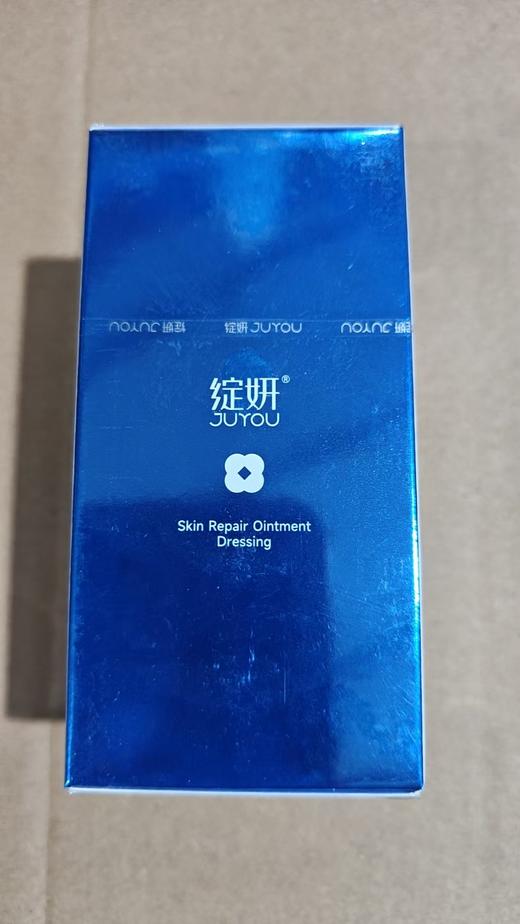 JUYOU 绽妍 绽妍 JUYOU JUYOU 绽妍
绽妍®
JUYOU
Skin Repair Ointment
Dressing